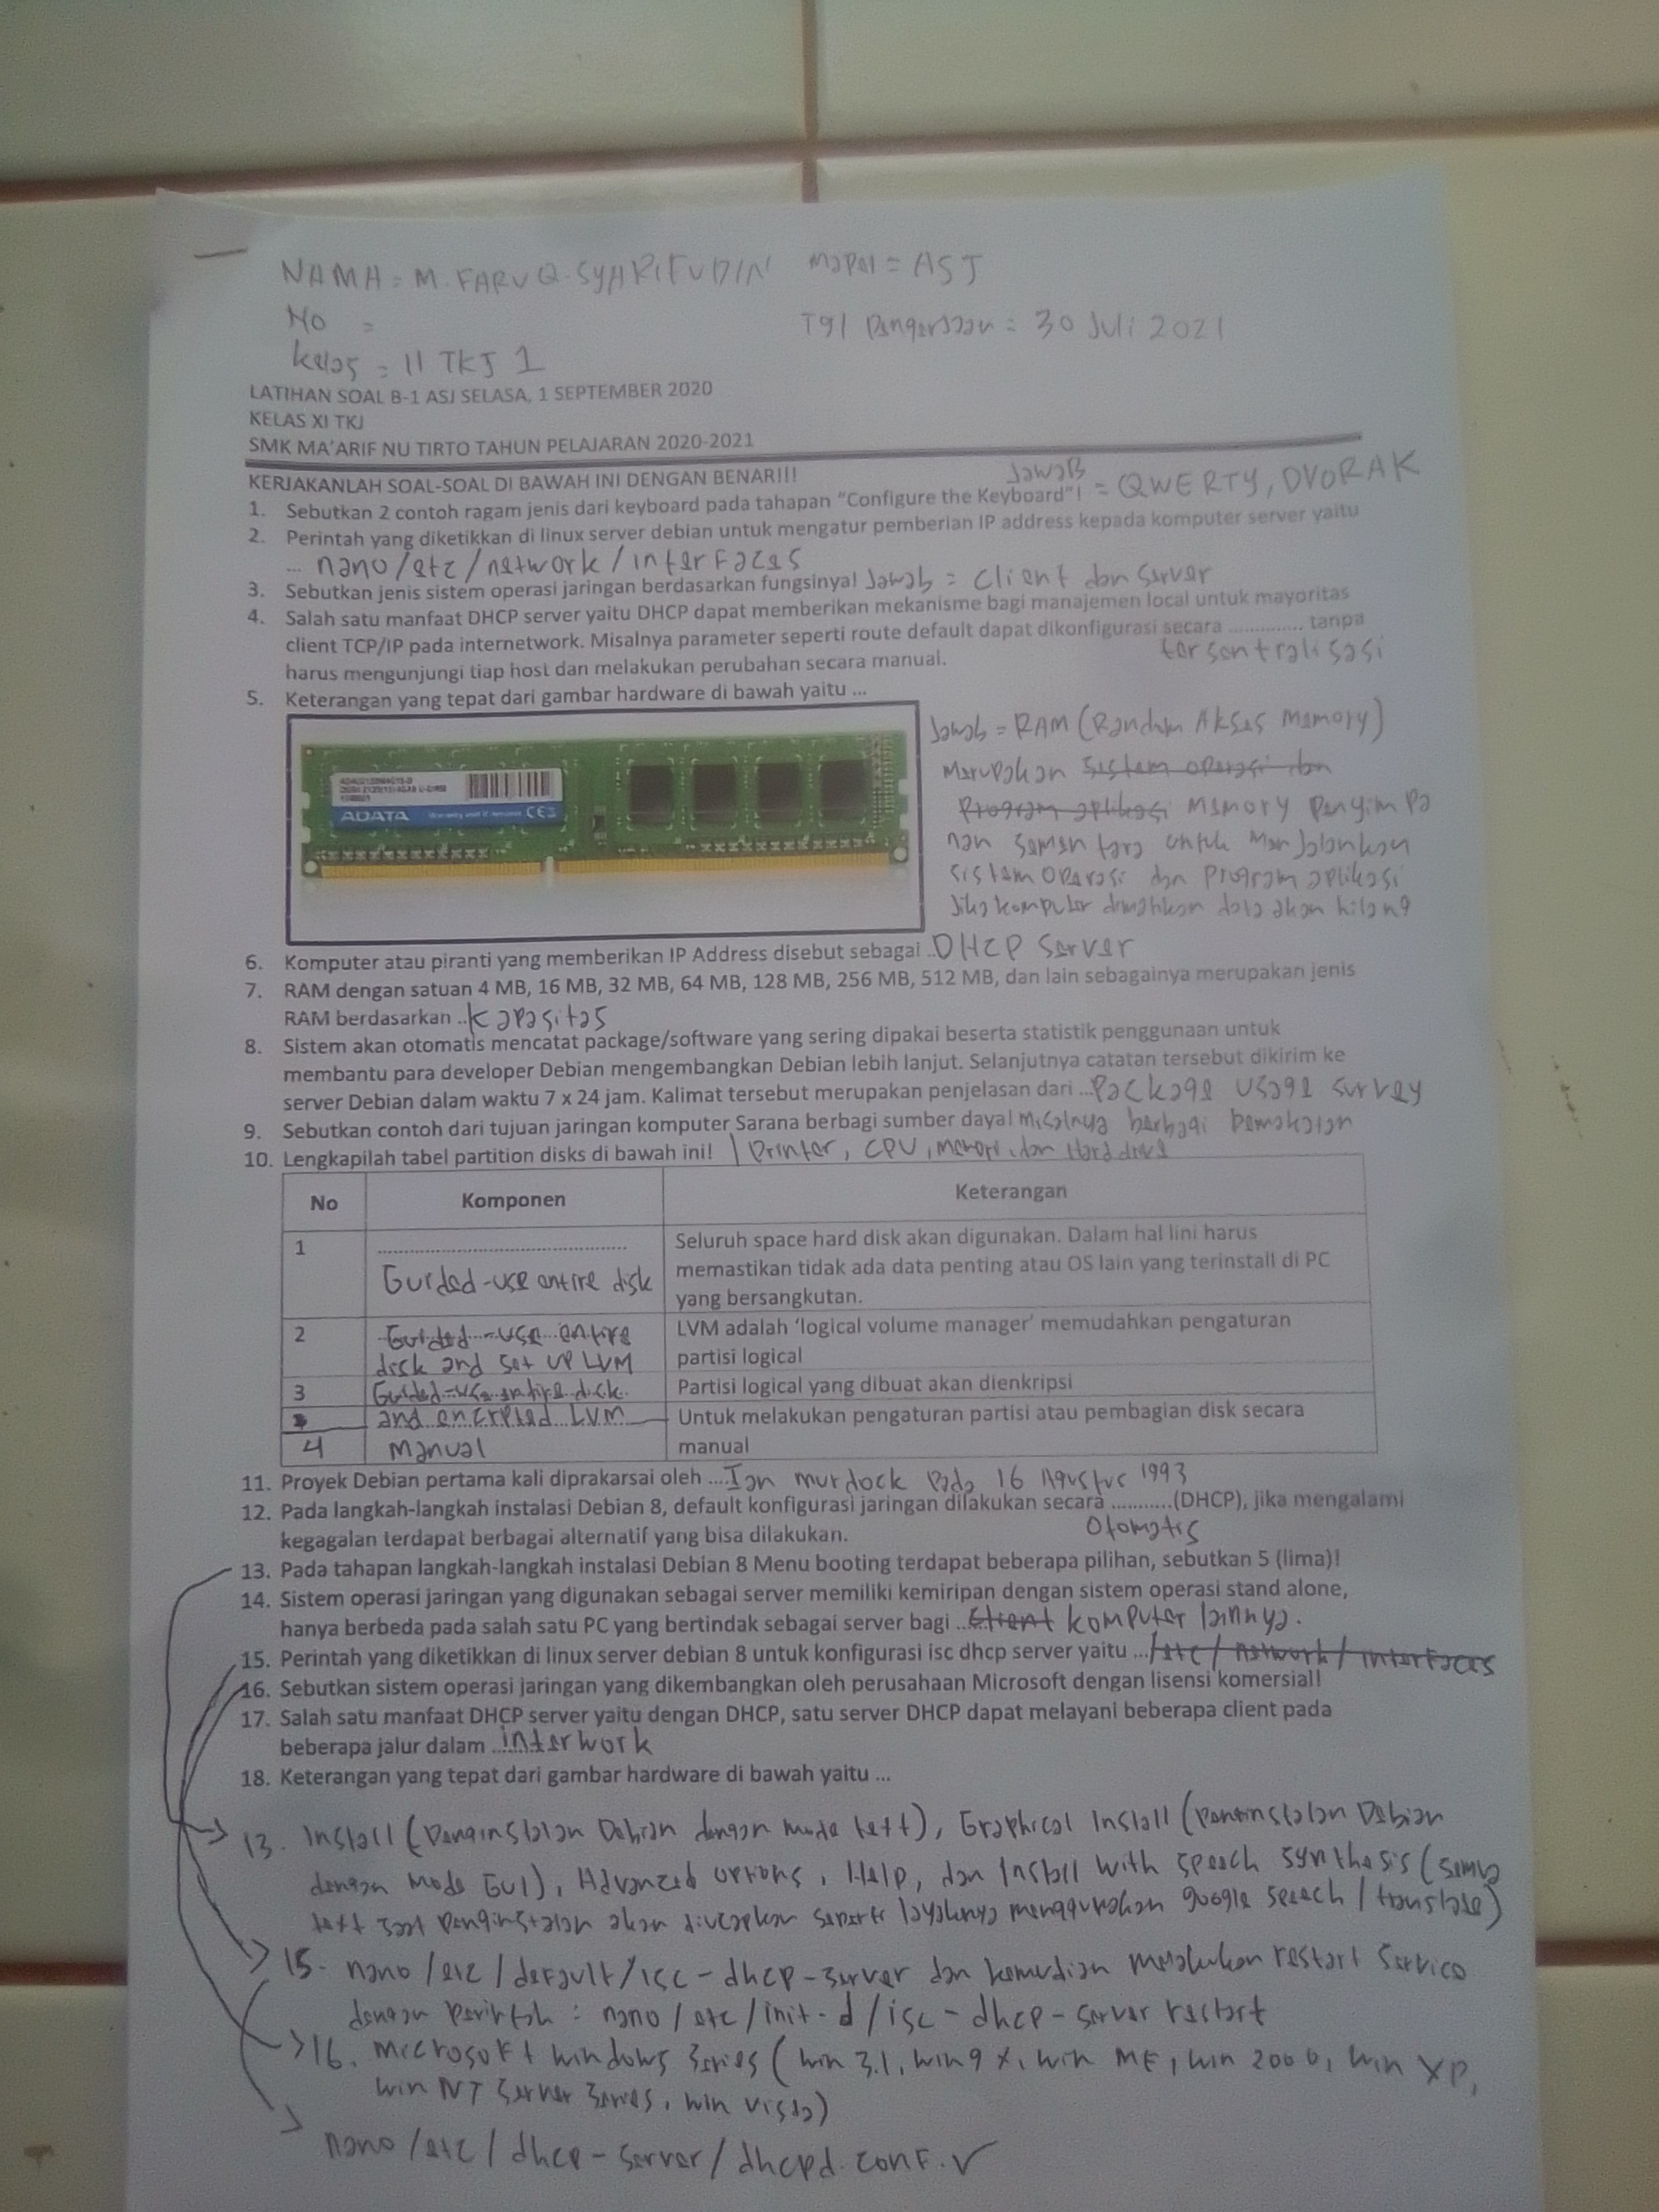 NAMA = M. FARUQ. SYARIFUDIN mapel = ASJ
No = Tgl Pengerjaan = 30 Juli 2021
kelas = 11 TKJ 1
LATIHAN SOAL B-1 ASJ SELASA, 1 SEPTEMBER 2020
KELAS XI TKJ
SMK MA'ARIF NU TIRTO TAHUN PELAJARAN 2020-2021
KERJAKANLAH SOAL-SOAL DI BAWAH INI DENGAN BENAR!!!
1. Sebutkan 2 contoh ragam jenis dari keyboard pada tahapan "Configure the Keyboard"! Jawab = QWERTY, DVORAK
2. Perintah yang diketikkan di linux server debian untuk mengatur pemberian IP address kepada komputer server yaitu
... nano /etc/network/interfaces
3. Sebutkan jenis sistem operasi jaringan berdasarkan fungsinya! Jawab = Client dan Server
4. Salah satu manfaat DHCP server yaitu DHCP dapat memberikan mekanisme bagi manajemen local untuk mayoritas
client TCP/IP pada internetwork. Misalnya parameter seperti route default dapat dikonfigurasi secara ............. tanpa
tersentralisasi
harus mengunjungi tiap host dan melakukan perubahan secara manual.
5. Keterangan yang tepat dari gambar hardware di bawah yaitu ...
ADATA
Jawab = RAM (Random Akses Memory)
Merupakan sistem operasi dan
Program aplikasi Memory Penyimpa
nan Sementara untuk Menjalankan
sistem operasi dan Program aplikasi
Jika komputer dimatikan data akan hilang
6. Komputer atau piranti yang memberikan IP Address disebut sebagai ..DHCP Server
7. RAM dengan satuan 4 MB, 16 MB, 32 MB, 64 MB, 128 MB, 256 MB, 512 MB, dan lain sebagainya merupakan jenis
RAM berdasarkan ..Kapasitas
8. Sistem akan otomatis mencatat package/software yang sering dipakai beserta statistik penggunaan untuk
membantu para developer Debian mengembangkan Debian lebih lanjut. Selanjutnya catatan tersebut dikirim ke
server Debian dalam waktu 7 x 24 jam. Kalimat tersebut merupakan penjelasan dari ...Package usage survey
9. Sebutkan contoh dari tujuan jaringan komputer Sarana berbagi sumber daya! Misalnya berbagi pemakaian
Printer, CPU, memori, dan Hard drive
10. Lengkapilah tabel partition disks di bawah ini!
No Komponen Keterangan
1 Guided-use entire disk Seluruh space hard disk akan digunakan. Dalam hal lini harus
memastikan tidak ada data penting atau OS lain yang terinstall di PC
yang bersangkutan.
2 Guided-use entire LVM adalah 'logical volume manager' memudahkan pengaturan
disk and set up LVM partisi logical
3 Guided-use entire disk Partisi logical yang dibuat akan dienkripsi
and encrpted LVM Untuk melakukan pengaturan partisi atau pembagian disk secara
4 Manual manual
11. Proyek Debian pertama kali diprakarsai oleh ....Ian murdock Pada 16 Agustus 1993
12. Pada langkah-langkah instalasi Debian 8, default konfigurasi jaringan dilakukan secara ...........(DHCP), jika mengalami
Otomatis
kegagalan terdapat berbagai alternatif yang bisa dilakukan.
13. Pada tahapan langkah-langkah instalasi Debian 8 Menu booting terdapat beberapa pilihan, sebutkan 5 (lima)!
14. Sistem operasi jaringan yang digunakan sebagai server memiliki kemiripan dengan sistem operasi stand alone,
hanya berbeda pada salah satu PC yang bertindak sebagai server bagi ...Client komputer lainnya.
15. Perintah yang diketikkan di linux server debian 8 untuk konfigurasi isc dhcp server yaitu .../etc/network/interfaces
16. Sebutkan sistem operasi jaringan yang dikembangkan oleh perusahaan Microsoft dengan lisensi komersial!
17. Salah satu manfaat DHCP server yaitu dengan DHCP, satu server DHCP dapat melayani beberapa client pada
beberapa jalur dalam ...interwork
18. Keterangan yang tepat dari gambar hardware di bawah yaitu ...
13. Install (Penginstalan Debian dengan mode text), Graphical Install (Penginstalan Debian
dengan mode GUI), Advanced options, Help, dan Install with speech synthesis (semua
text saat penginstalan akan diucapkan seperti layaknya menggunakan google speech / translate)
15. nano /etc/default/isc-dhcp-server dan kemudian melakukan restart service
dengan perintah : nano /etc/init-d/isc-dhcp-server restart
16. Microsoft Windows Series (Win 3.1, Win 9x, Win ME, Win 2000, Win XP,
Win NT Server Series, Win Vista)
nano /etc/dhcp-server/dhcpd.conf.